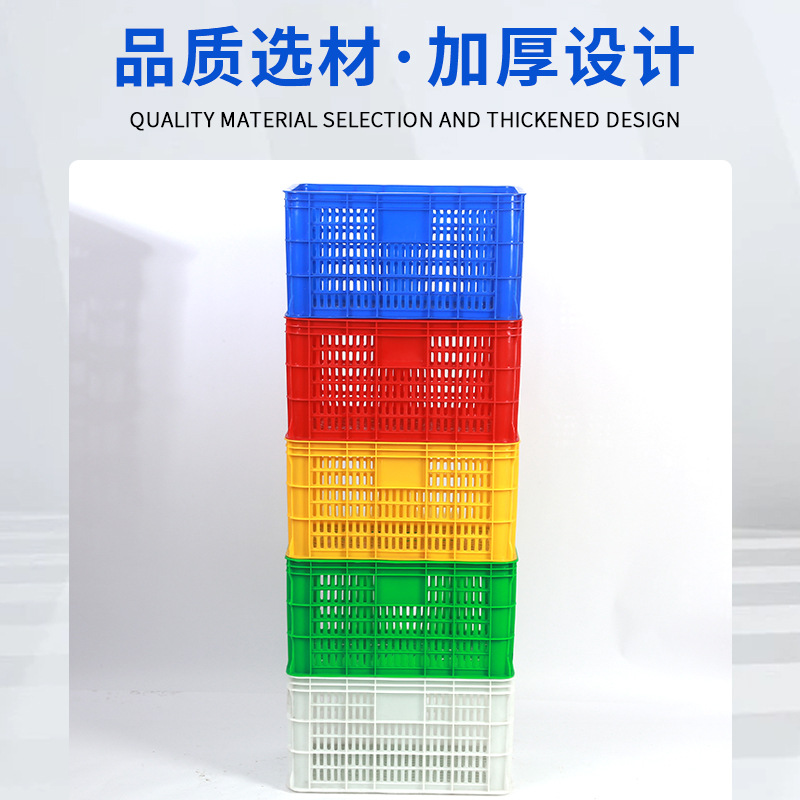 品质选材·加厚设计
QUALITY MATERIAL SELECTION AND THICKENED DESIGN